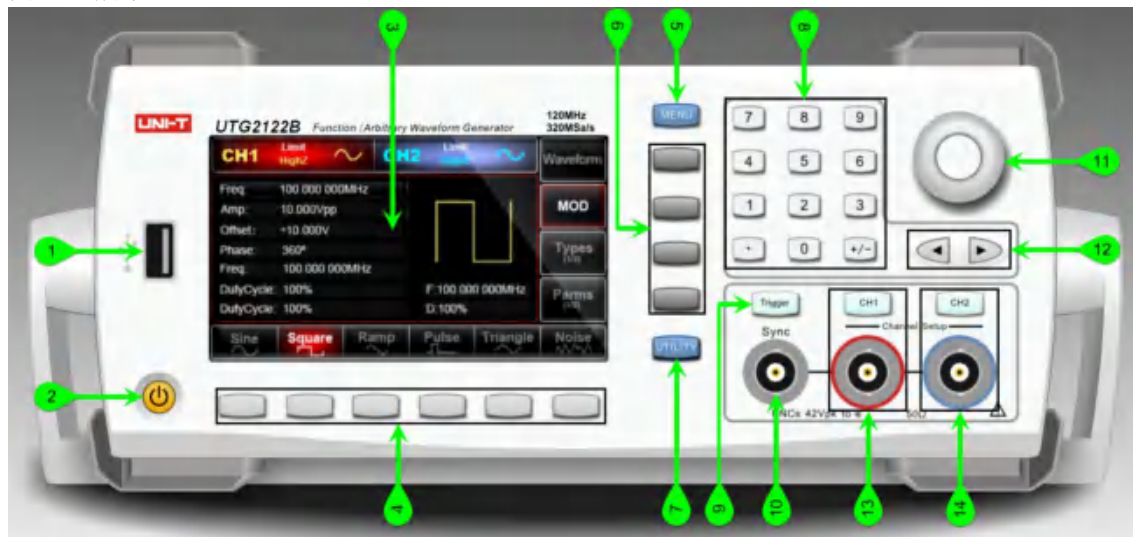 3
6
5
8
UNI-T
UTG2122B Function /Arbitrary Waveform Generator
120MHz
320MSa/s
MENU
7 8 9
CH1 Limit HighZ
CH2 Limit
Waveform
Freq: 100.000 000MHz
Amp: 10.000Vpp
Offset: +10.000V
Phase: 360°
Freq: 100.000 000MHz
DutyCycle: 100%
DutyCycle: 100%
F:100.000 000MHz
D:100%
MOD
Types
Parms
4 5 6
1 2 3
· 0 +/−
11
12
1
Sine Square Ramp Pulse Triangle Noise
UTILITY
Trigger
CH1
CH2
Sync
Channel Setup
BNCs 42Vpk to
50Ω
2
4
7
9
10
13
14